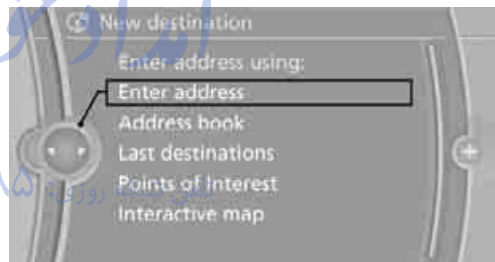 New destination
Enter address using:
Enter address
Address book
Last destinations
Points of Interest
Interactive map